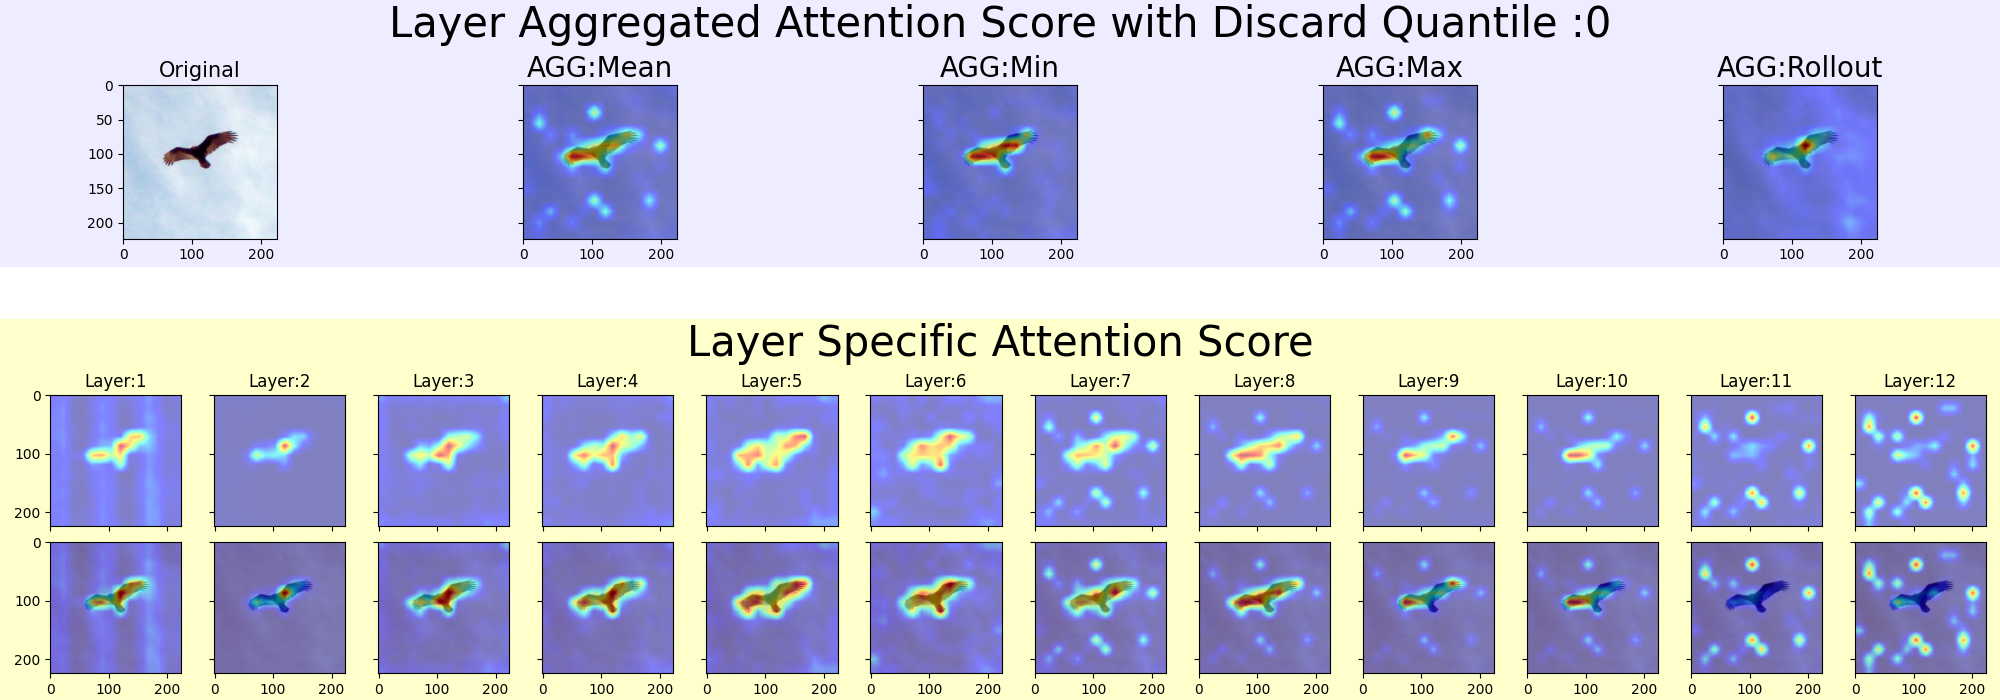 Layer Aggregated Attention Score with Discard Quantile :0
Original AGG:Mean AGG:Min AGG:Max AGG:Rollout
0
50
100
150
200
0 100 200 0 100 200 0 100 200 0 100 200 0 100 200
Layer Specific Attention Score
Layer:1 Layer:2 Layer:3 Layer:4 Layer:5 Layer:6 Layer:7 Layer:8 Layer:9 Layer:10 Layer:11 Layer:12
0
100
200
0
100
200
0 100 200 0 100 200 0 100 200 0 100 200 0 100 200 0 100 200 0 100 200 0 100 200 0 100 200 0 100 200 0 100 200 0 100 200